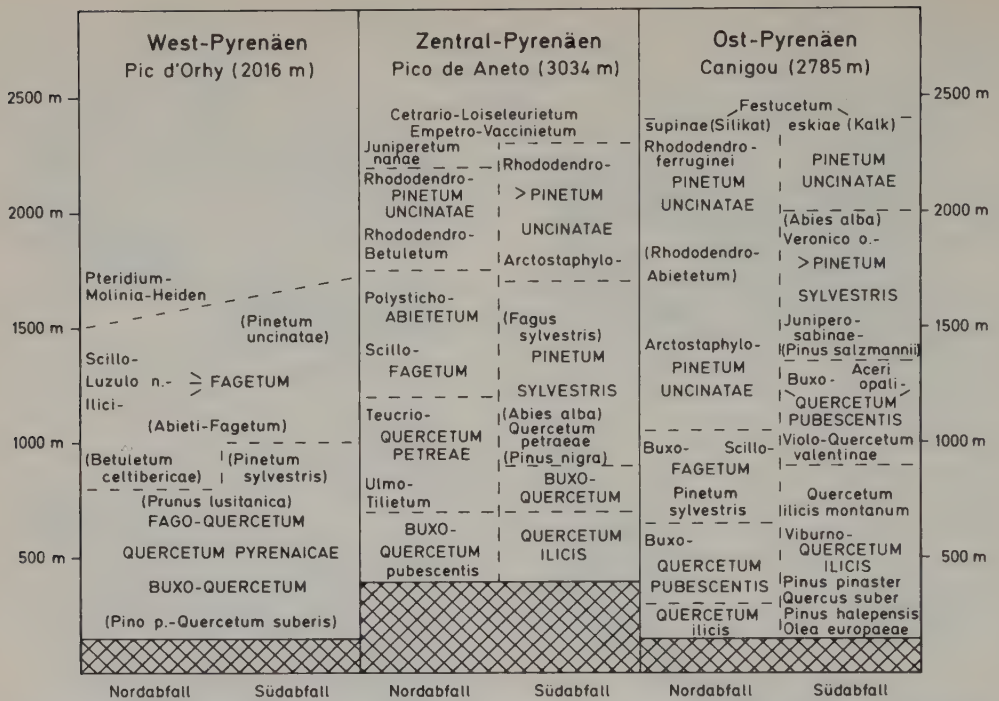 West-Pyrenäen
Pic d'Orhy (2016 m)
Zentral-Pyrenäen
Pico de Aneto (3034 m)
Ost-Pyrenäen
Canigou (2785 m)
2500 m
2000 m
1500 m
1000 m
500 m
Pteridium-
Molinia-Heiden
(Pinetum
uncinatae)
Scillo-
Luzulo n.- > FAGETUM
Ilici-
(Abieti-Fagetum)
(Betuletum
celtibericae)
(Pinetum
sylvestris)
(Prunus lusitanica)
FAGO-QUERCETUM
QUERCETUM PYRENAICAE
BUXO-QUERCETUM
(Pino p.-Quercetum suberis)
Nordabfall
Südabfall
Cetrario-Loiseleurietum
Empetro-Vaccinietum
Juniperetum
nanae
Rhododendro-
PINETUM
UNCINATAE
Rhododendro-
Betuletum
Polysticho-
ABIETETUM
Scillo-
FAGETUM
Teucrio-
QUERCETUM
PETREAE
Ulmo-
Tilietum
BUXO-
QUERCETUM
pubescentis
Nordabfall
Rhododendro-
> PINETUM
UNCINATAE
Arctostaphylo-
(Fagus
sylvestris)
PINETUM
SYLVESTRIS
(Abies alba)
Quercetum
petraeae
(Pinus nigra)
BUXO-
QUERCETUM
QUERCETUM
ILICIS
Südabfall
Festucetum
supinae (Silikat)
eskiae (Kalk)
Rhododendro-
ferruginei
PINETUM
UNCINATAE
(Rhododendro-
Abietetum)
Arctostaphylo-
PINETUM
UNCINATAE
Buxo- Scillo-
FAGETUM
Pinetum
sylvestris
Buxo-
QUERCETUM
PUBESCENTIS
QUERCETUM
ilicis
Nordabfall
PINETUM
UNCINATAE
(Abies alba)
Veronico o.-
> PINETUM
SYLVESTRIS
Junipero-
sabinae-
(Pinus salzmannii)
Aceri
Buxo- opali-
QUERCETUM
PUBESCENTIS
Violo-Quercetum
valentinae
Quercetum
ilicis montanum
Viburno-
QUERCETUM
ILICIS
Pinus pinaster
Quercus suber
Pinus halepensis
Olea europaeae
Südabfall
2500 m
2000 m
1500 m
1000 m
500 m